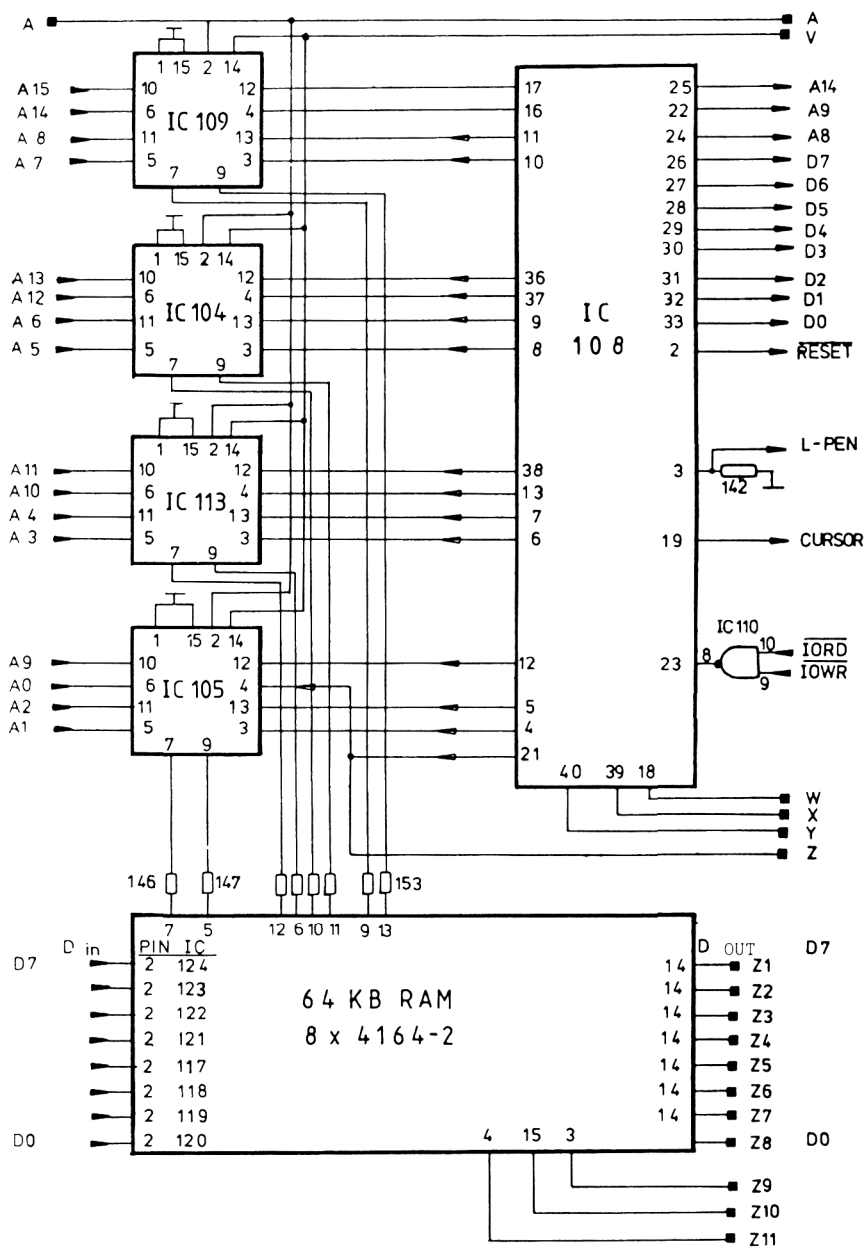 A A
V
1 15 2 14
A15 10 12 17 25 A14
A14 6 4 16 22 A9
IC 109
A8 11 13 11 24 A8
A7 5 3 10 26 D7
7 9
27 D6
28 D5
29 D4
30 D3
1 15 2 14
A13 10 12 36 31 D2
A12 6 4 37 32 D1
IC 104
A6 11 13 9 33 D0
A5 5 3 8 2 RESET
7 9
IC
108
1 15 2 14
L-PEN
A11 10 12 38 3 142
A10 6 4 13
IC 113
A4 11 13 7
A3 5 3 6 19 CURSOR
7 9
1 15 2 14
IC 110
A9 10 12 12 23 8 10 IORD
9 IOWR
A0 6 4
IC 105
A2 11 13 5
A1 5 3 4
7 9 21
40 39 18
W
X
Y
Z
146 147 153
7 5 12 6 10 11 9 13
D in PIN IC D OUT
D7 2 124 14 Z1 D7
2 123 14 Z2
2 122 14 Z3
2 121 14 Z4
2 117 14 Z5
2 118 14 Z6
2 119 14 Z7
D0 2 120 Z8 D0
64 KB RAM
8 x 4164-2
4 15 3
Z9
Z10
Z11